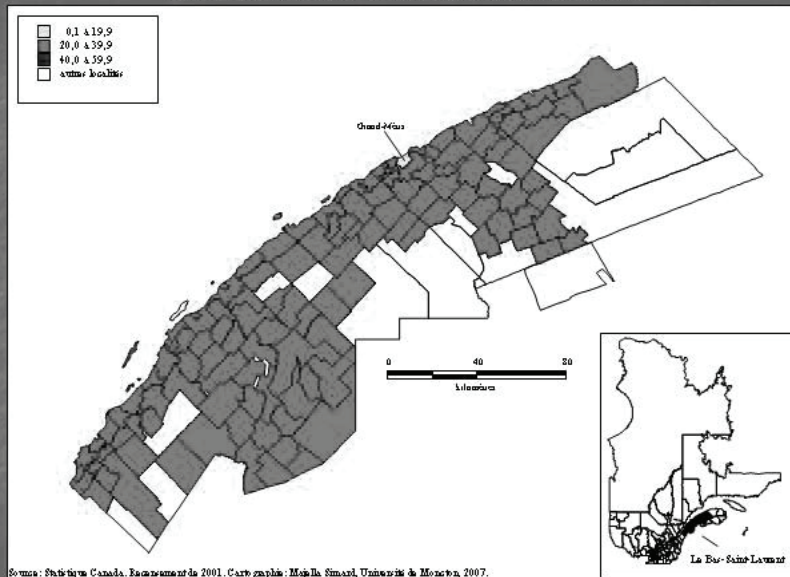 0,1 à 19,9
20,0 à 39,9
40,0 à 59,9
autres localités
Grand-Métis
0 40 80
kilomètres
Le Bas-Saint-Laurent
Source: Statistique Canada. Recensement de 2001. Cartographie: Majella Simard, Université de Moncton, 2007.